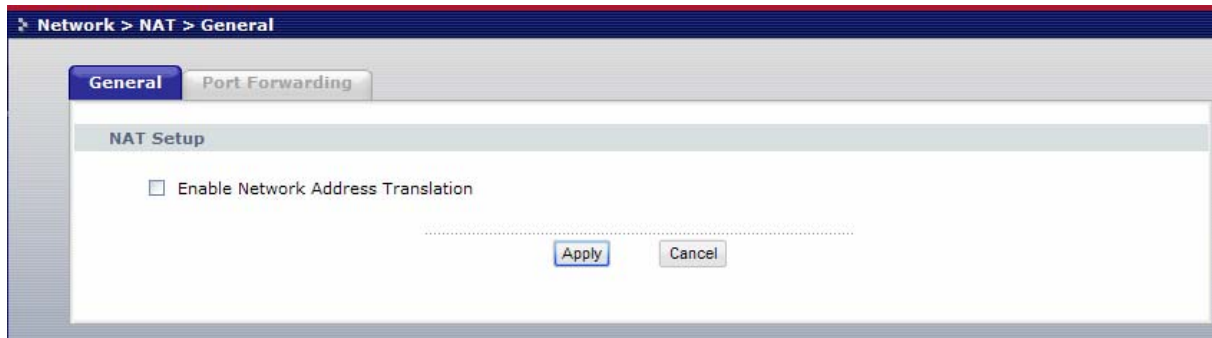 Network > NAT > General
General Port Forwarding
NAT Setup
Enable Network Address Translation
Apply Cancel